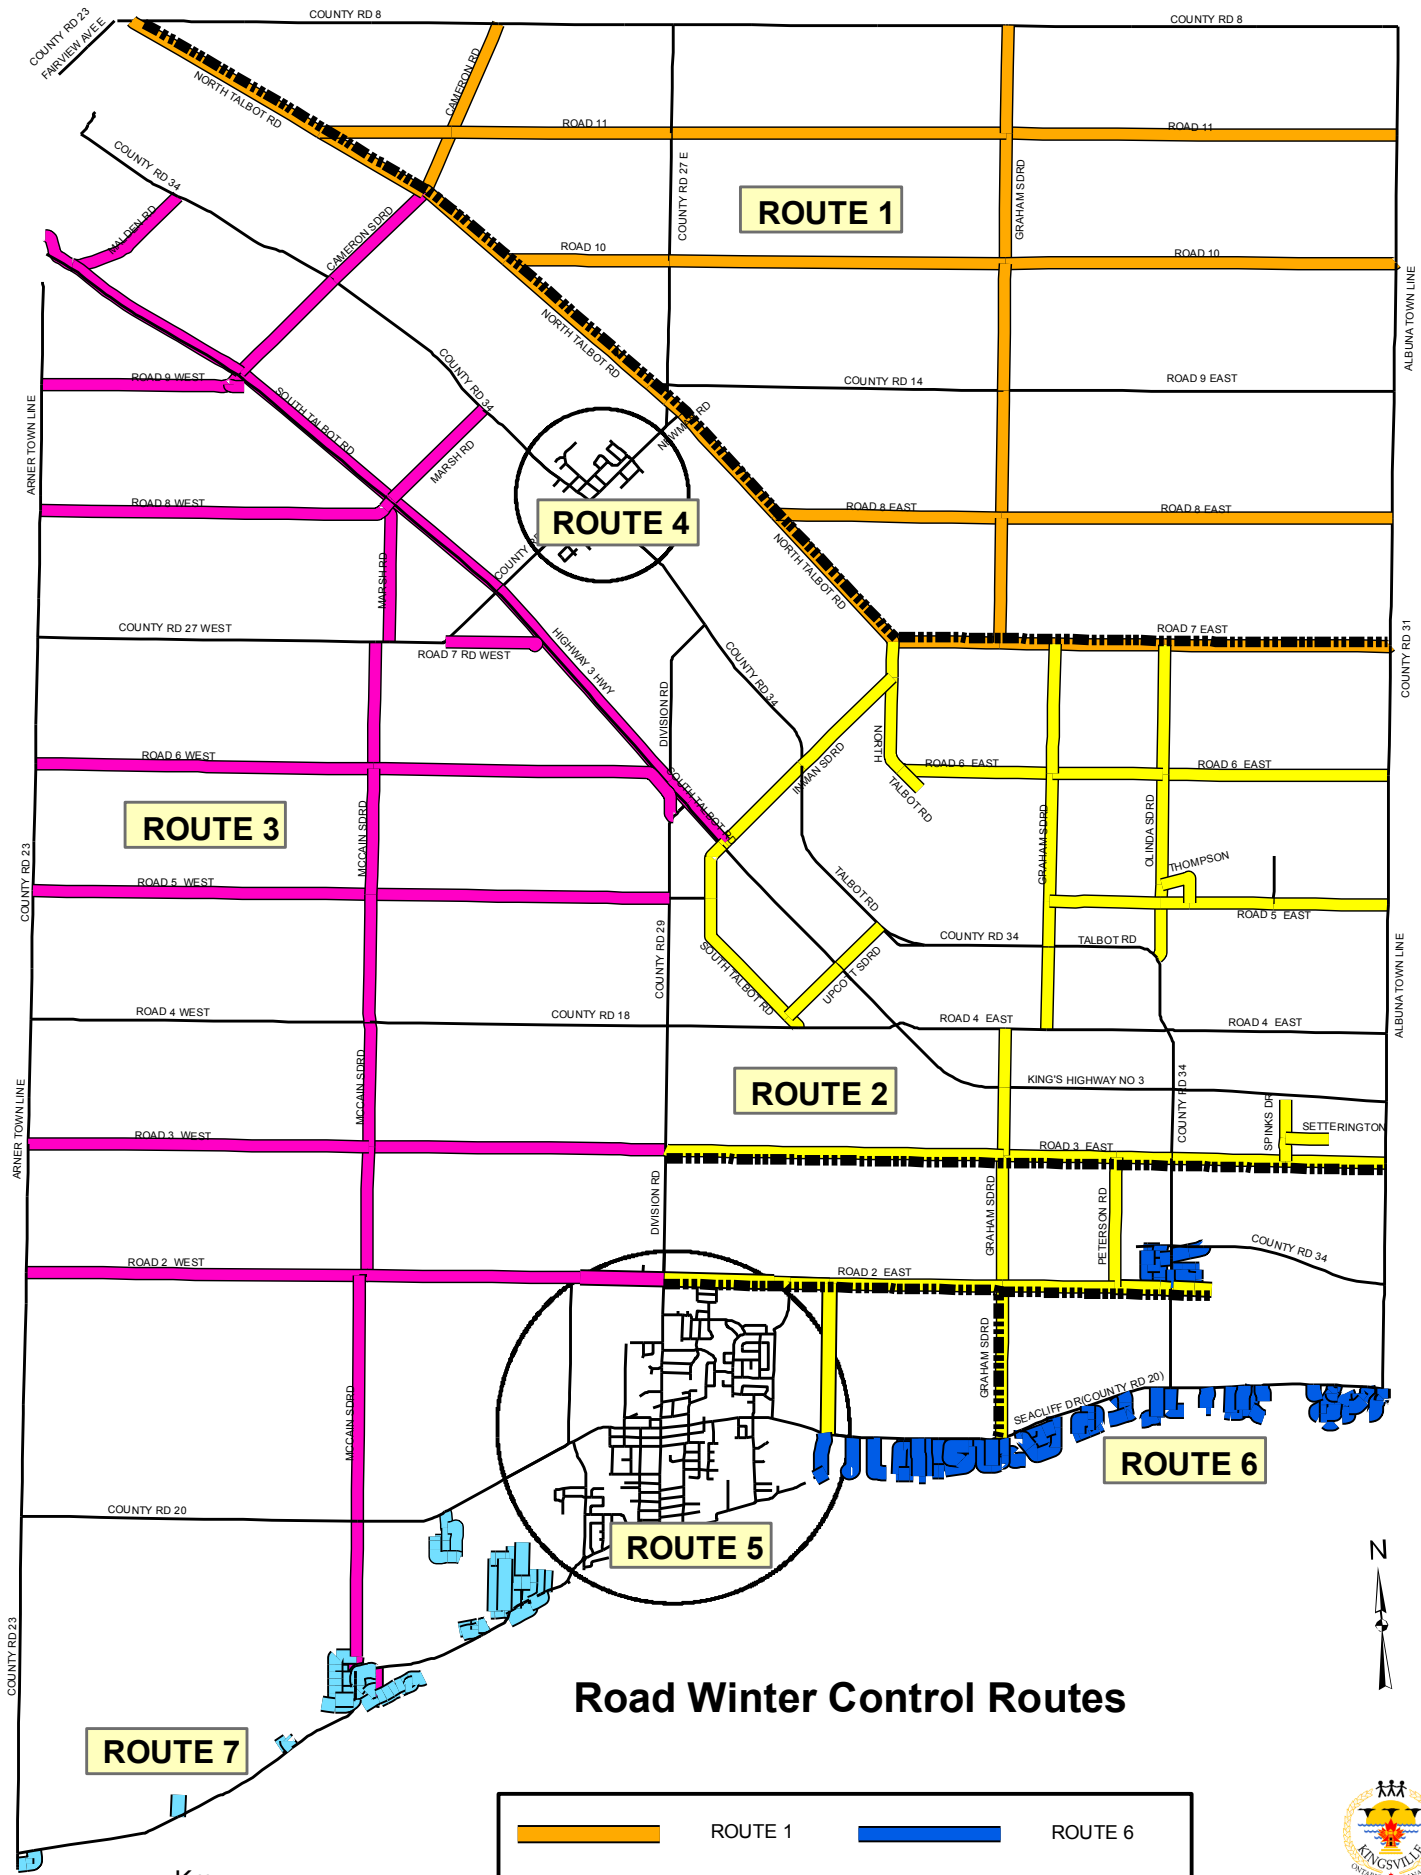 COUNTY RD 23
FAIRVIEW AVE E
COUNTY RD 8
COUNTY RD 8
NORTH TALBOT RD
CAMERON RD
ROAD 11
ROAD 11
COUNTY RD 34
COUNTY RD 27 E
GRAHAM SDRD
ROUTE 1
MALDEN RD
CAMERON SDRD
ROAD 10
ROAD 10
ALBUNA TOWN LINE
NORTH TALBOT RD
COUNTY RD 34
ROAD 9 WEST
COUNTY RD 14
ROAD 9 EAST
SOUTH TALBOT RD
ARNER TOWN LINE
MARSH RD
ROAD 8 WEST
ROUTE 4
ROAD 8 EAST
ROAD 8 EAST
NORTH TALBOT RD
MARSH RD
COUNTY RD 27 WEST
ROAD 7 RD WEST
HIGHWAY 3 HWY
ROAD 7 EAST
COUNTY RD 31
COUNTY RD 34
DIVISION RD
ROAD 6 WEST
INMAN SDRD
NORTH
TALBOT RD
ROAD 6 EAST
ROAD 6 EAST
SOUTH TALBOT RD
ROUTE 3
MCCAIN SDRD
GRAHAM SDRD
OLINDA SDRD
THOMPSON
COUNTY RD 23
ROAD 5 WEST
TALBOT RD
ROAD 5 EAST
COUNTY RD 29
SOUTH TALBOT RD
UPCOTT SDRD
COUNTY RD 34
TALBOT RD
ALBUNA TOWN LINE
ROAD 4 WEST
COUNTY RD 18
ROAD 4 EAST
ROAD 4 EAST
ROUTE 2
KING'S HIGHWAY NO 3
MCCAIN SDRD
COUNTY RD 34
SPINKS DR
SETTERINGTON
ARNER TOWN LINE
ROAD 3 WEST
ROAD 3 EAST
DIVISION RD
GRAHAM SDRD
PETERSON RD
COUNTY RD 34
ROAD 2 WEST
ROAD 2 EAST
GRAHAM SDRD
MCCAIN SDRD
SEACLIFF DR(COUNTY RD 20)
ROUTE 6
COUNTY RD 20
ROUTE 5
N
COUNTY RD 23
Road Winter Control Routes
ROUTE 7
ROUTE 1
ROUTE 6
KINGSVILLE